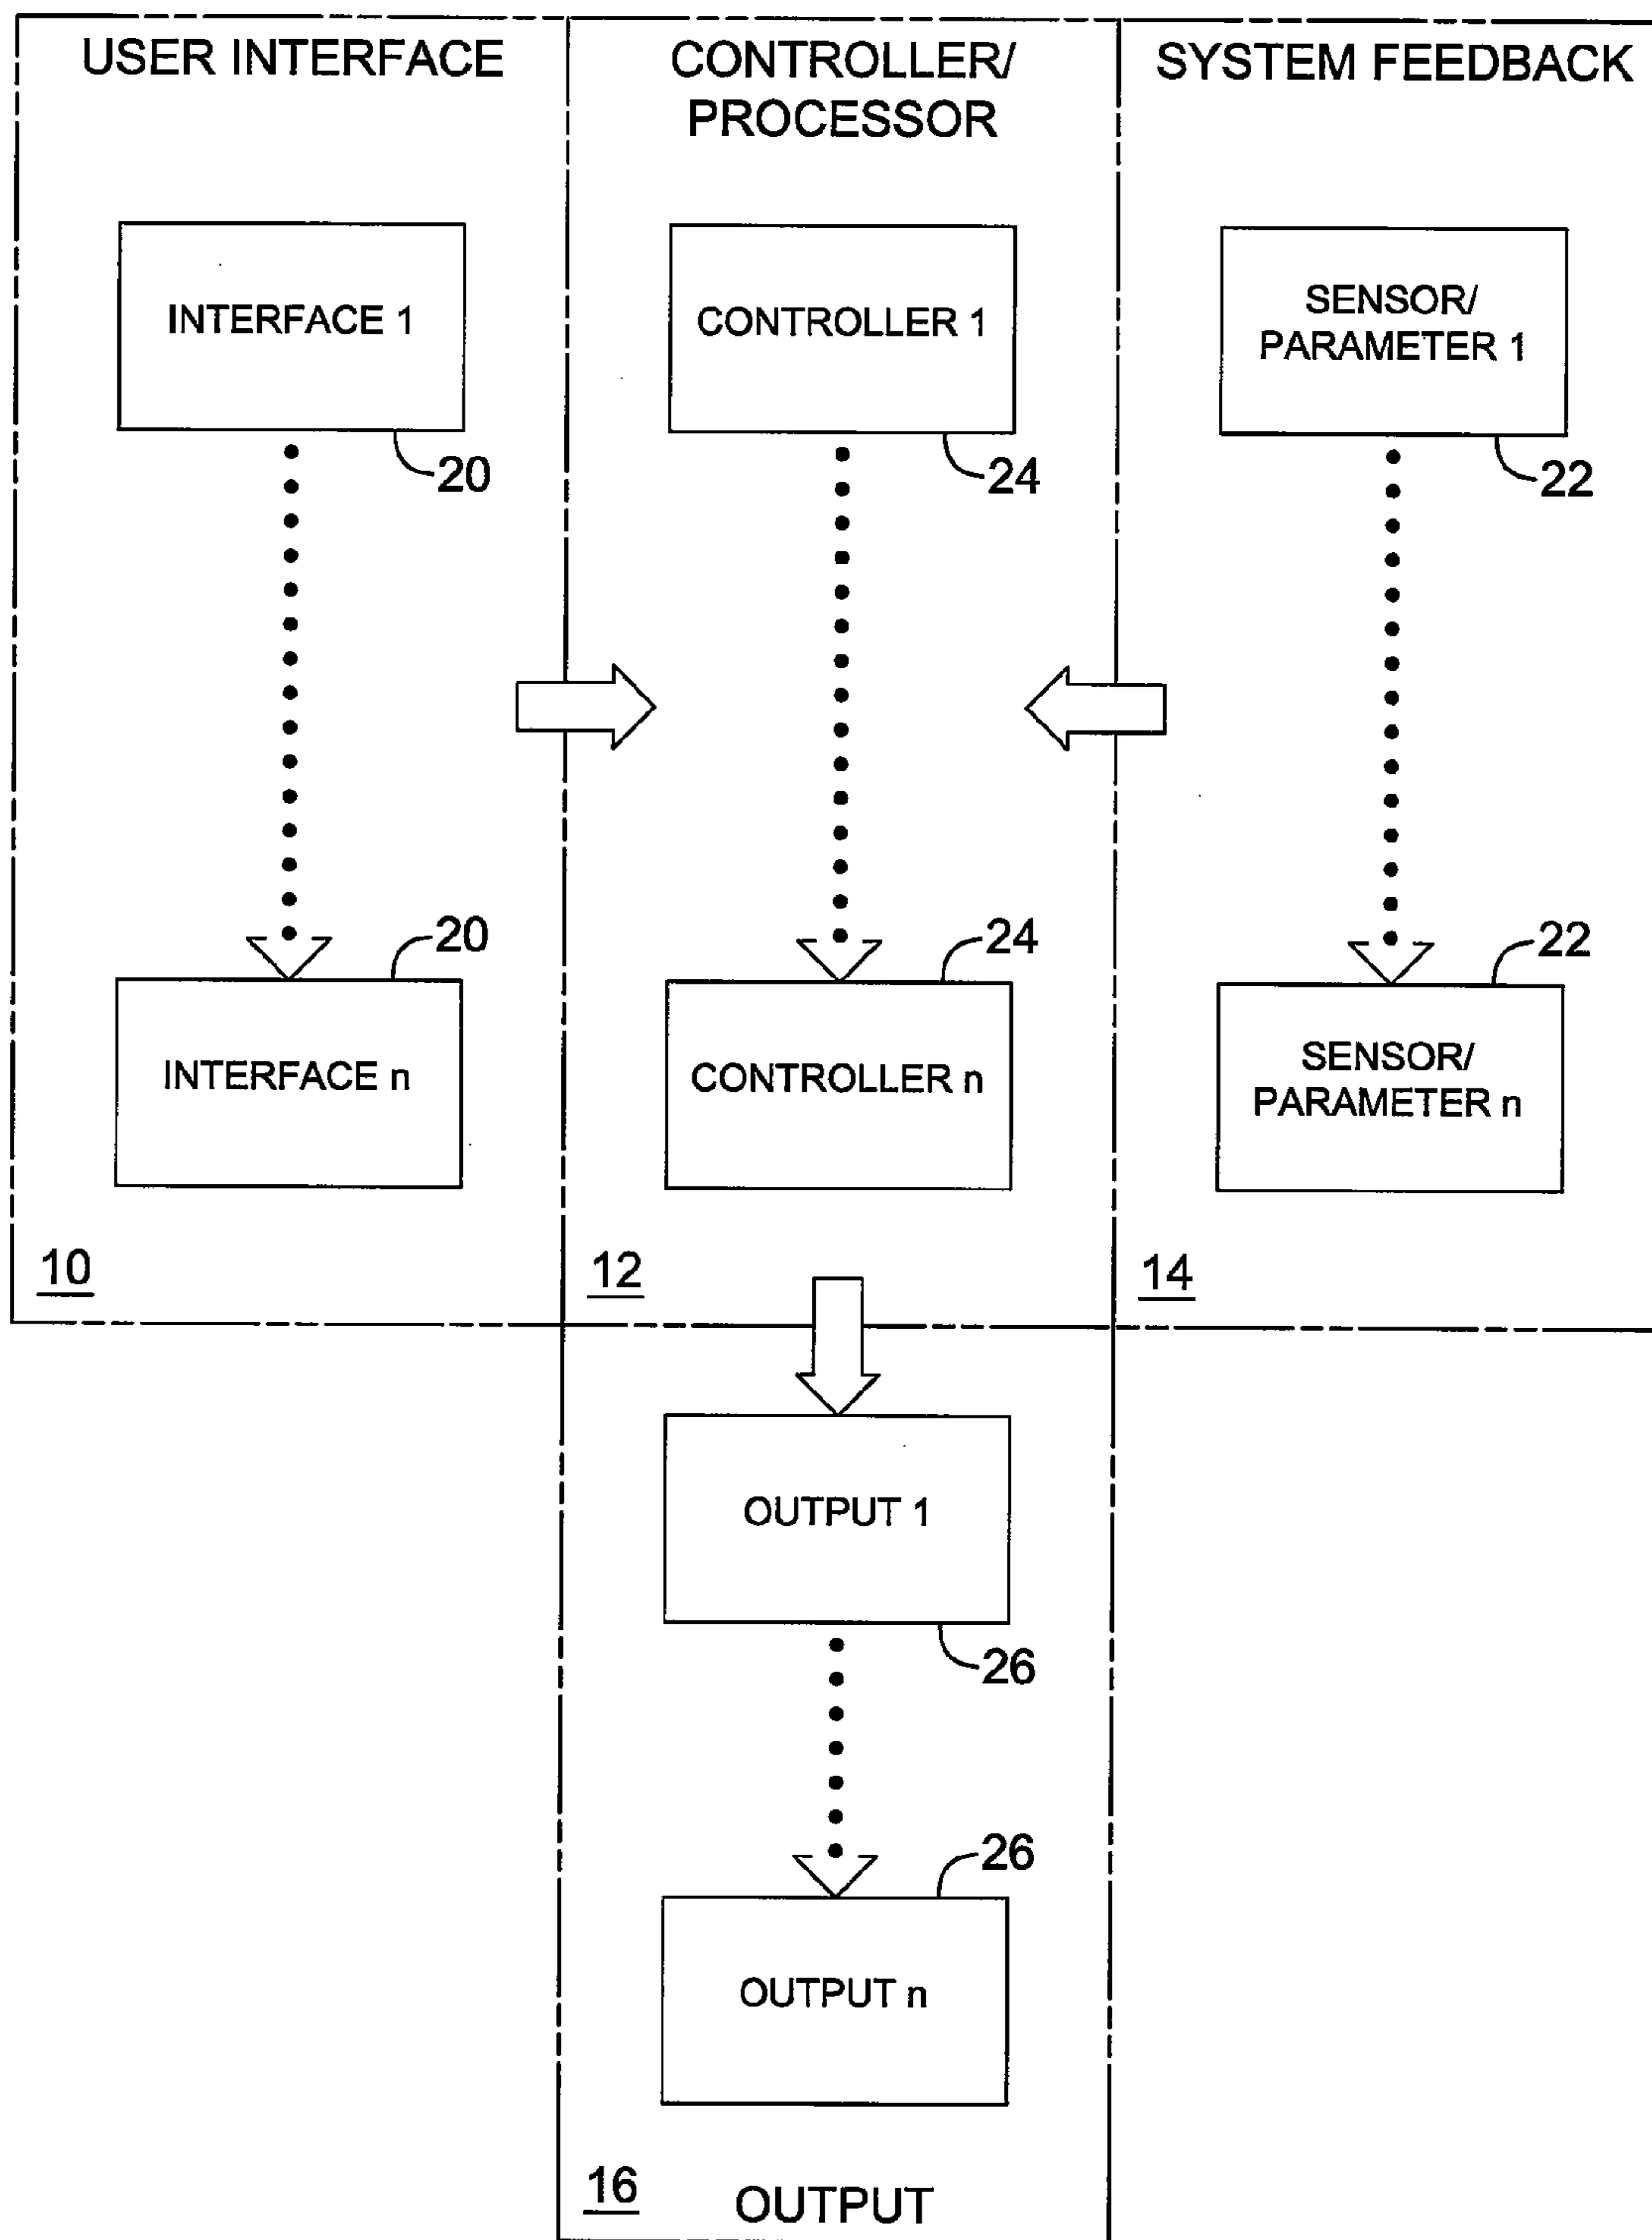 USER INTERFACE
CONTROLLER/
PROCESSOR
SYSTEM FEEDBACK
INTERFACE 1
20
CONTROLLER 1
24
SENSOR/
PARAMETER 1
22
20
INTERFACE n
24
CONTROLLER n
22
SENSOR/
PARAMETER n
10
12
14
OUTPUT 1
26
26
OUTPUT n
16
OUTPUT